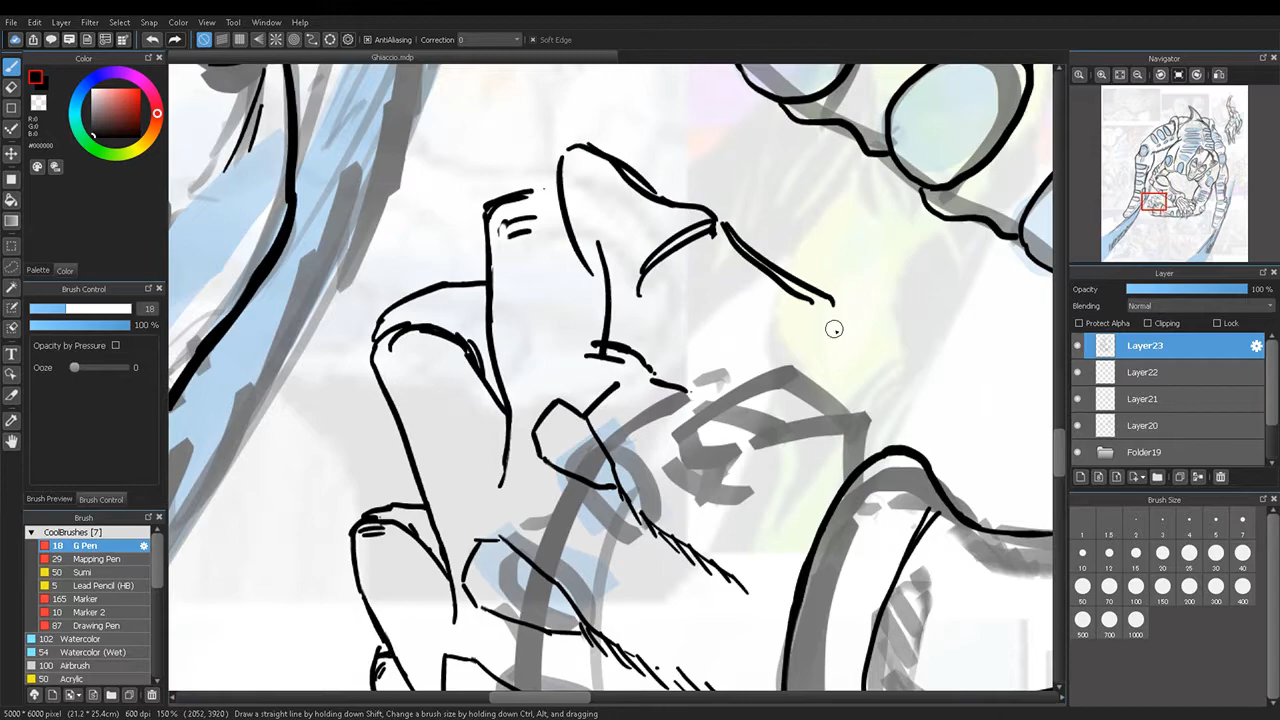 File Edit Layer Filter Select Snap Color View Tool Window Help
AntiAliasing Correction 0 Soft Edge
Ghiaccio.mdp
Color
R:0
G:0
B:0
#000000
Palette Color
Brush Control
18
100 %
Opacity by Pressure
Ooze 0
Brush Preview Brush Control
Brush
CoolBrushes [7]
18 G Pen
29 Mapping Pen
50 Sumi
5 Lead Pencil (HB)
165 Marker
10 Marker 2
87 Drawing Pen
102 Watercolor
54 Watercolor (Wet)
100 Airbrush
50 Acrylic
Navigator
Layer
Opacity 100 %
Blending Normal
Protect Alpha Clipping Lock
Layer23
Layer22
Layer21
Layer20
Folder19
Brush Size
1 1.5 2 3 4 5 7
10 12 15 20 25 30 40
50 70 100 150 200 300 400
500 700 1000
5000 * 6000 pixel (21.2 * 25.4cm) 600 dpi 150 % ( 2052, 3920 ) Draw a straight line by holding down Shift, Change a brush size by holding down Ctrl, Alt, and dragging